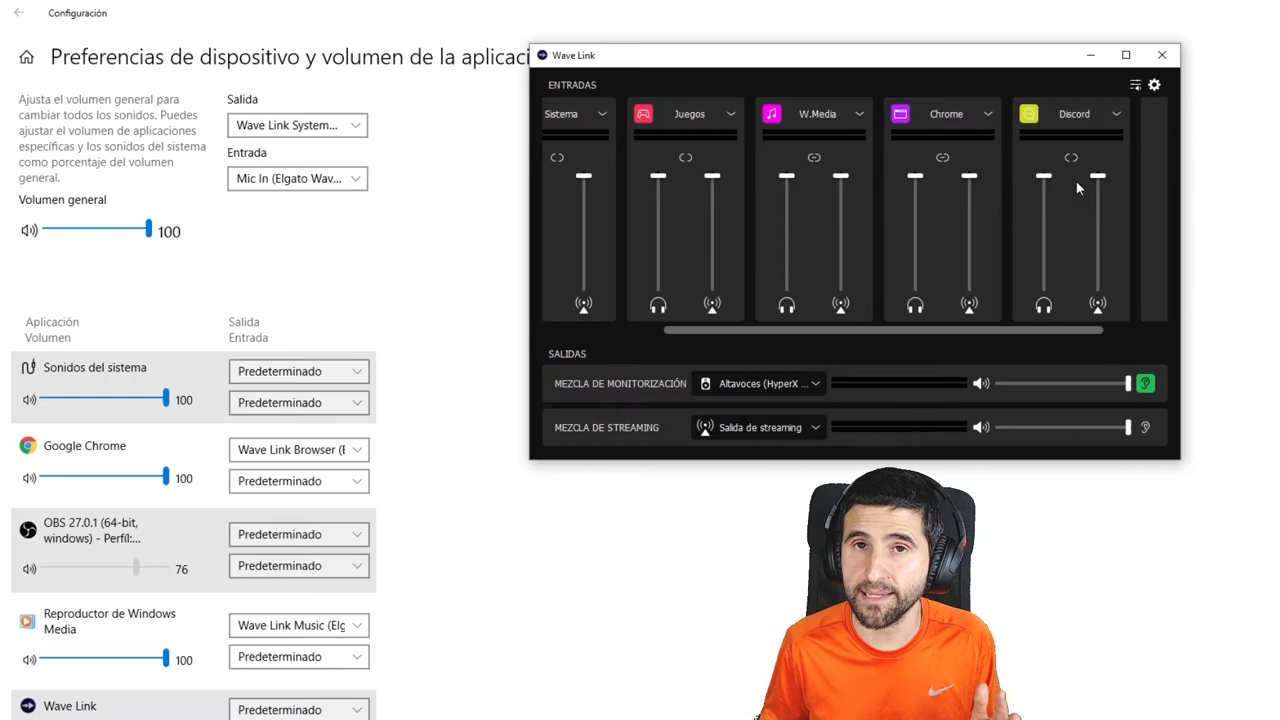 Configuración
Preferencias de dispositivo y volumen de la aplicaci
Ajusta el volumen general para
cambiar todos los sonidos. Puedes
ajustar el volumen de aplicaciones
específicas y los sonidos del sistema
como porcentaje del volumen
general.
Volumen general
100
Salida
Wave Link System...
Entrada
Mic In (Elgato Wav...
Aplicación
Volumen
Salida
Entrada
Sonidos del sistema
100
Predeterminado
Predeterminado
Google Chrome
100
Wave Link Browser (E
Predeterminado
OBS 27.0.1 (64-bit,
windows) - Perfil:...
76
Predeterminado
Predeterminado
Reproductor de Windows
Media
100
Wave Link Music (Elg
Predeterminado
Wave Link
Predeterminado
Wave Link
ENTRADAS
Sistema
Juegos
W.Media
Chrome
Discord
SALIDAS
MEZCLA DE MONITORIZACIÓN
Altavoces (HyperX ...
MEZCLA DE STREAMING
Salida de streaming